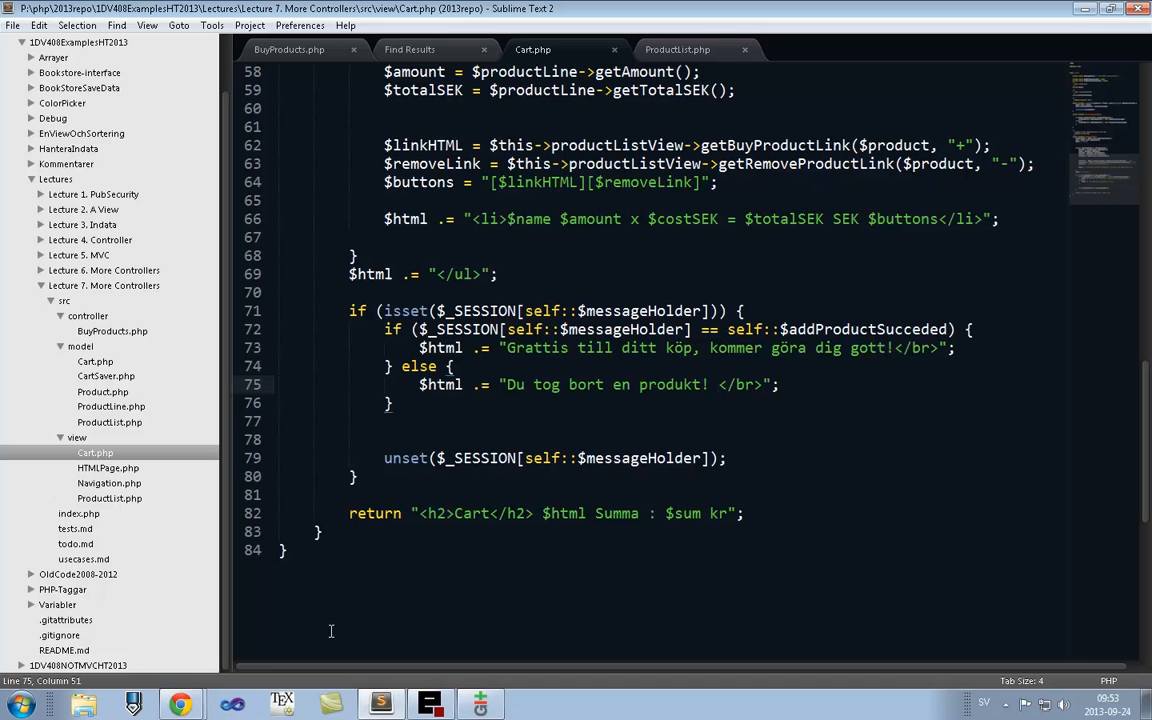 P:\php\2013repo\1DV408ExamplesHT2013\Lectures\Lecture 7. More Controllers\src\view\Cart.php (2013repo) - Sublime Text 2
File Edit Selection Find View Goto Tools Project Preferences Help
1DV408ExamplesHT2013
Arrayer
Bookstore-interface
BookStoreSaveData
ColorPicker
Debug
EnViewOchSortering
HanteraIndata
Kommentarer
Lectures
Lecture 1. PubSecurity
Lecture 2. A View
Lecture 3. Indata
Lecture 4. Controller
Lecture 5. MVC
Lecture 6. More Controllers
Lecture 7. More Controllers
src
controller
BuyProducts.php
model
Cart.php
CartSaver.php
Product.php
ProductLine.php
ProductList.php
view
Cart.php
HTMLPage.php
Navigation.php
ProductList.php
index.php
tests.md
todo.md
usecases.md
OldCode2008-2012
PHP-Taggar
Variabler
.gitattributes
.gitignore
README.md
1DV408NOTMVCHT2013
BuyProducts.php Find Results Cart.php ProductList.php
58 $amount = $productLine->getAmount();
59 $totalSEK = $productLine->getTotalSEK();
60
61
62 $linkHTML = $this->productListView->getBuyProductLink($product, "+");
63 $removeLink = $this->productListView->getRemoveProductLink($product, "-");
64 $buttons = "[$linkHTML][$removeLink]";
65
66 $html .= "<li>$name $amount x $costSEK = $totalSEK SEK $buttons</li>";
67
68 }
69 $html .= "</ul>";
70
71 if (isset($_SESSION[self::$messageHolder])) {
72 if ($_SESSION[self::$messageHolder] == self::$addProductSucceded) {
73 $html .= "Grattis till ditt köp, kommer göra dig gott!</br>";
74 } else {
75 $html .= "Du tog bort en produkt! </br>";
76 }
77
78
79 unset($_SESSION[self::$messageHolder]);
80 }
81
82 return "<h2>Cart</h2> $html Summa : $sum kr";
83 }
84 }
Line 75, Column 51 Tab Size: 4 PHP
SV 09:53
2013-09-24